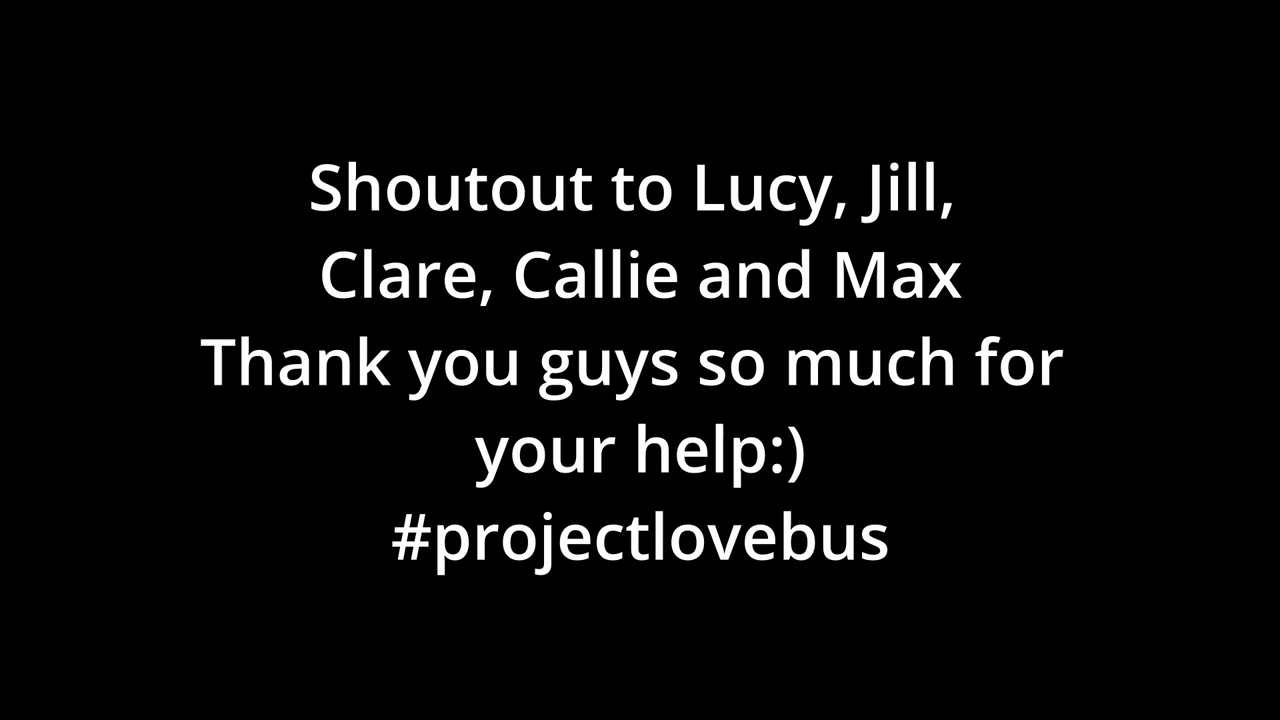 Shoutout to Lucy, Jill,
Clare, Callie and Max
Thank you guys so much for
your help:)
#projectlovebus